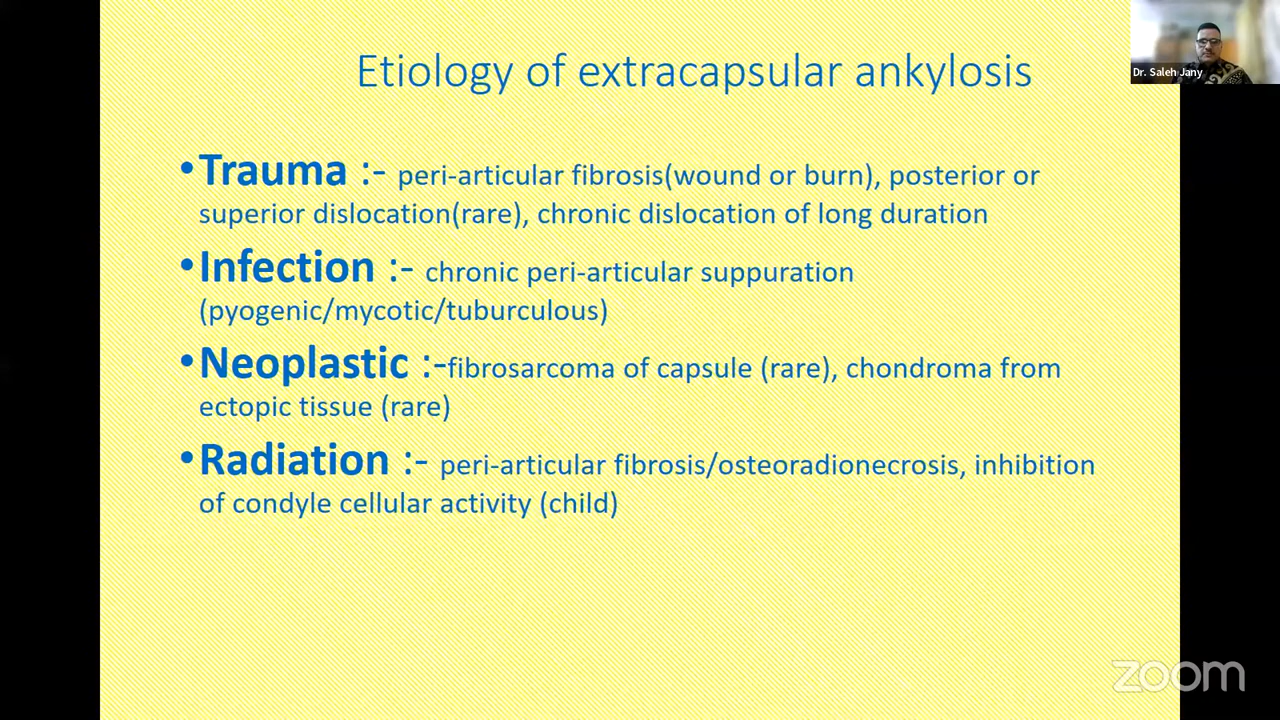 Etiology of extracapsular ankylosis
Dr. Saleh Jany
•Trauma :- peri-articular fibrosis(wound or burn), posterior or
superior dislocation(rare), chronic dislocation of long duration
•Infection :- chronic peri-articular suppuration
(pyogenic/mycotic/tuburculous)
•Neoplastic :-fibrosarcoma of capsule (rare), chondroma from
ectopic tissue (rare)
•Radiation :- peri-articular fibrosis/osteoradionecrosis, inhibition
of condyle cellular activity (child)
zoom